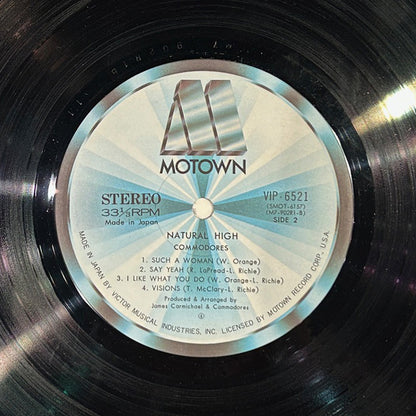 MOTOWN
STEREO
33⅓RPM
Made in Japan
VIP-6521
(SMOT-6157)
(M7-902R1-B)
SIDE 2
NATURAL HIGH
COMMODORES
1. SUCH A WOMAN (W. Orange)
2. SAY YEAH (R. LaPread-L. Richie)
3. I LIKE WHAT YOU DO (W. Orange-L. Richie)
4. VISIONS (T. McClary-L. Richie)
Produced & Arranged by
James Carmichael & Commodores
MADE IN JAPAN BY VICTOR MUSICAL INDUSTRIES, INC. LICENSED BY MOTOWN RECORD CORP., U.S.A.